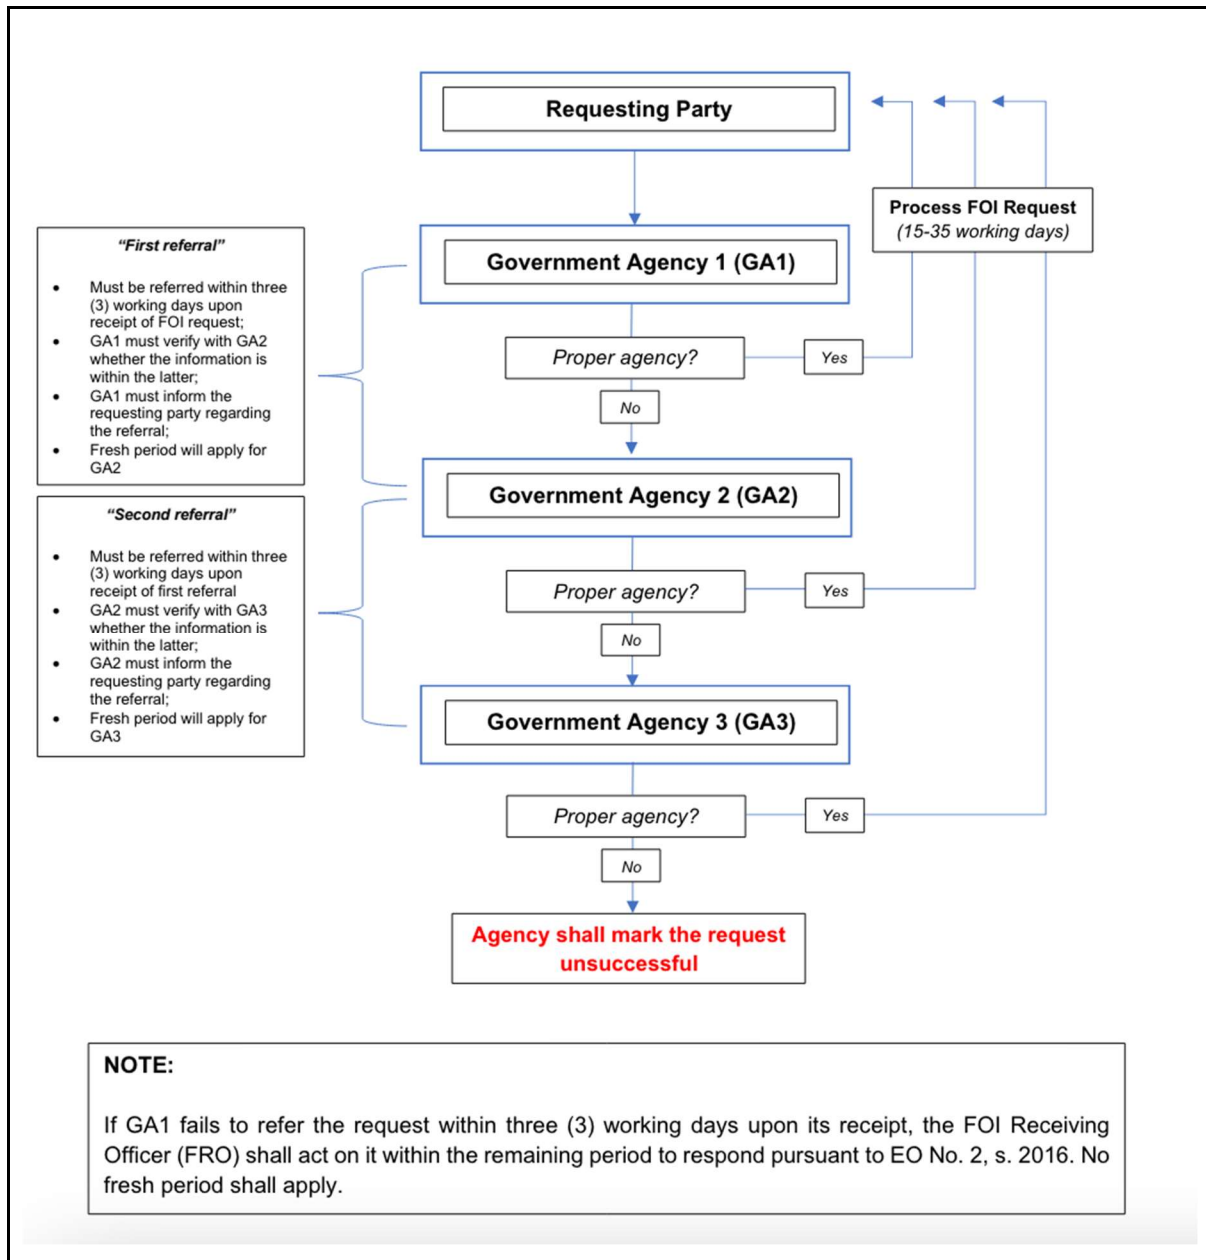 Requesting Party
Process FOI Request
(15-35 working days)
“First referral”
• Must be referred within three
(3) working days upon
receipt of FOI request;
• GA1 must verify with GA2
whether the information is
within the latter;
• GA1 must inform the
requesting party regarding
the referral;
• Fresh period will apply for
GA2
Government Agency 1 (GA1)
Proper agency?
Yes
No
Government Agency 2 (GA2)
“Second referral”
• Must be referred within three
(3) working days upon
receipt of first referral
• GA2 must verify with GA3
whether the information is
within the latter;
• GA2 must inform the
requesting party regarding
the referral;
• Fresh period will apply for
GA3
Proper agency?
Yes
No
Government Agency 3 (GA3)
Proper agency?
Yes
No
Agency shall mark the request
unsuccessful
NOTE:
If GA1 fails to refer the request within three (3) working days upon its receipt, the FOI Receiving
Officer (FRO) shall act on it within the remaining period to respond pursuant to EO No. 2, s. 2016. No
fresh period shall apply.